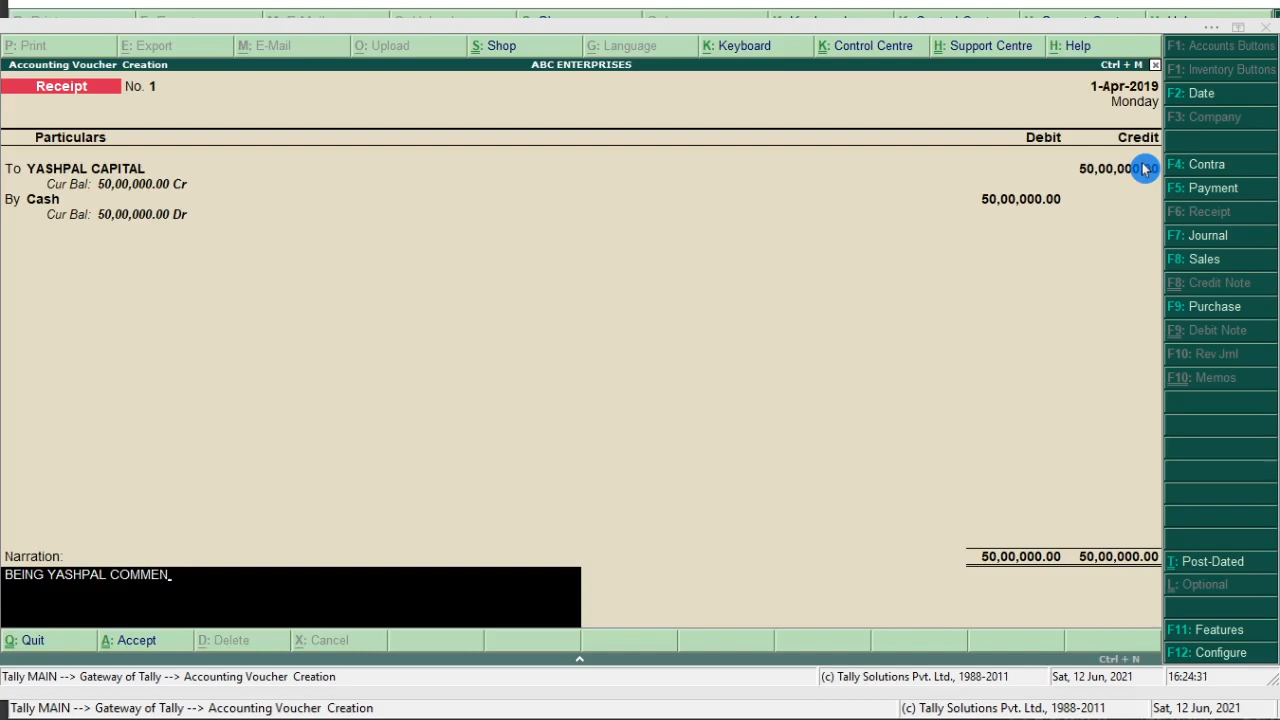 P: Print E: Export M: E-Mail O: Upload S: Shop G: Language K: Keyboard K: Control Centre H: Support Centre H: Help F1: Accounts Buttons
Accounting Voucher Creation ABC ENTERPRISES Ctrl + M
F1: Inventory Buttons
Receipt No. 1 1-Apr-2019
F2: Date
Monday
F3: Company
Particulars Debit Credit
To YASHPAL CAPITAL 50,00,000.00
F4: Contra
Cur Bal: 50,00,000.00 Cr
F5: Payment
By Cash 50,00,000.00
F6: Receipt
Cur Bal: 50,00,000.00 Dr
F7: Journal
F8: Sales
F8: Credit Note
F9: Purchase
F9: Debit Note
F10: Rev Jrnl
F10: Memos
Narration: 50,00,000.00 50,00,000.00
T: Post-Dated
BEING YASHPAL COMMEN_
L: Optional
F11: Features
Q: Quit A: Accept D: Delete X: Cancel
F12: Configure
Ctrl + N
Tally MAIN --> Gateway of Tally --> Accounting Voucher Creation (c) Tally Solutions Pvt. Ltd., 1988-2011 Sat, 12 Jun, 2021 16:24:31
Tally MAIN --> Gateway of Tally --> Accounting Voucher Creation (c) Tally Solutions Pvt. Ltd., 1988-2011 Sat, 12 Jun, 2021